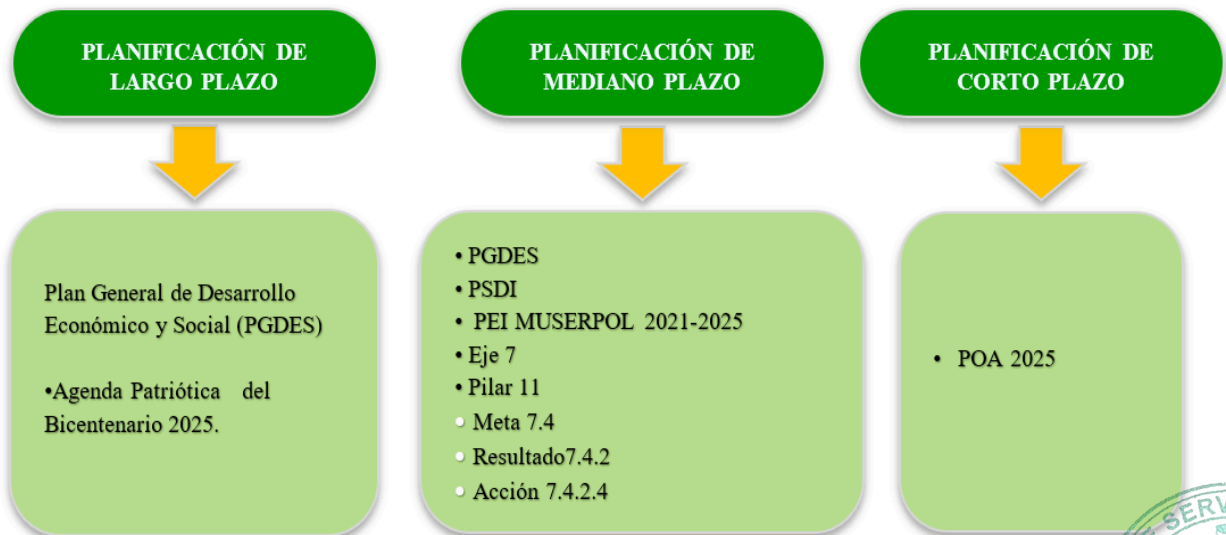 PLANIFICACIÓN DE
LARGO PLAZO
Plan General de Desarrollo
Económico y Social (PGDES)
•Agenda Patriótica del
Bicentenario 2025.
PLANIFICACIÓN DE
MEDIANO PLAZO
• PGDES
• PSDI
• PEI MUSERPOL 2021-2025
• Eje 7
• Pilar 11
• Meta 7.4
• Resultado7.4.2
• Acción 7.4.2.4
PLANIFICACIÓN DE
CORTO PLAZO
• POA 2025